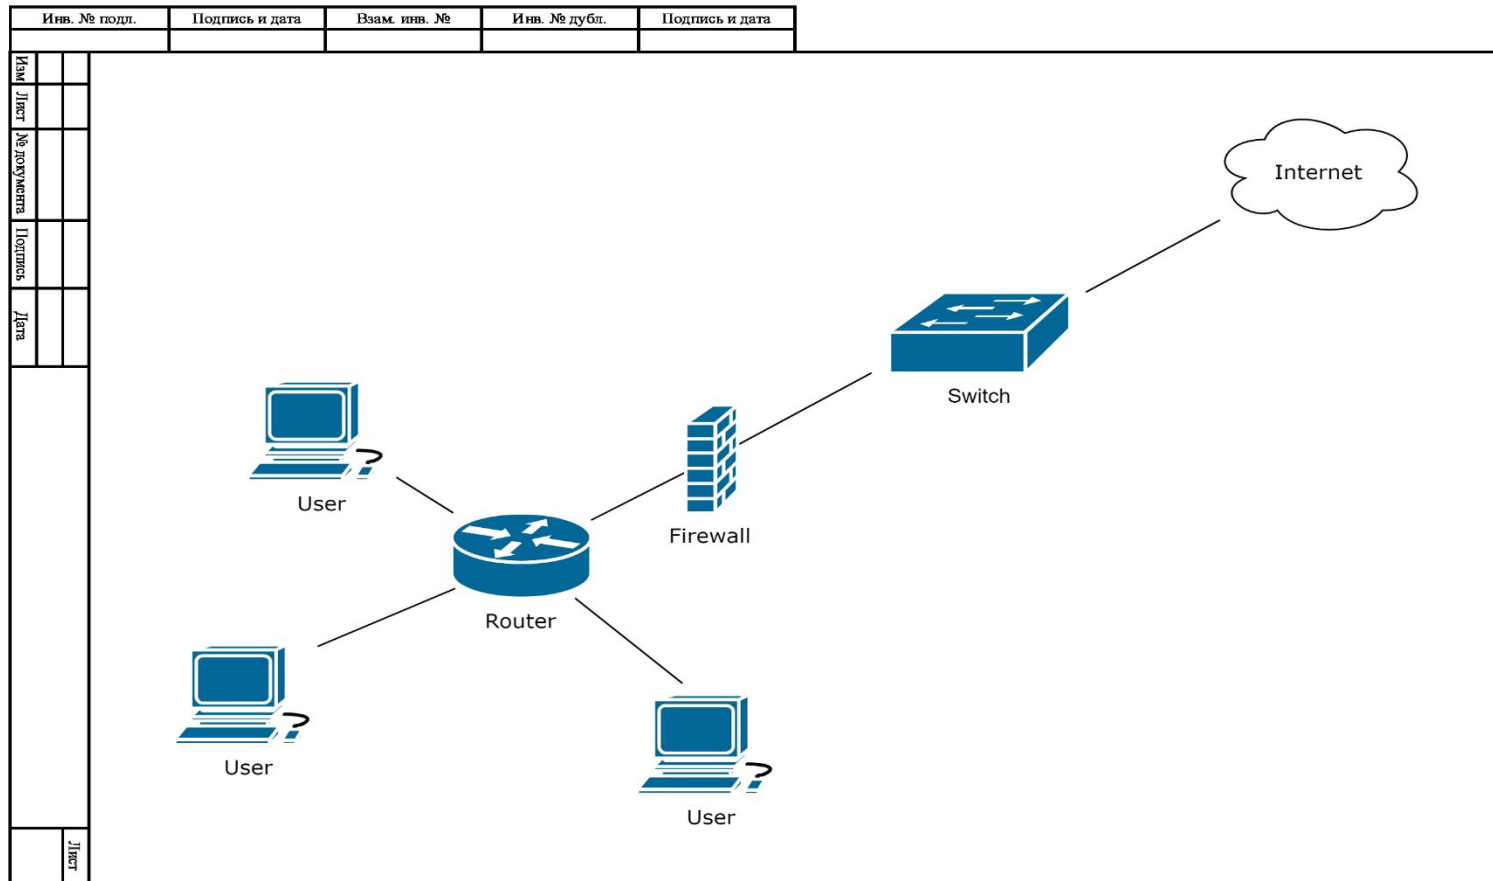 Инв. № подл.
Подпись и дата
Взам. инв. №
Инв. № дубл.
Подпись и дата
Изм
Лист
№ документа
Подпись
Дата
Internet
Switch
User
Firewall
Router
User
User
Лист